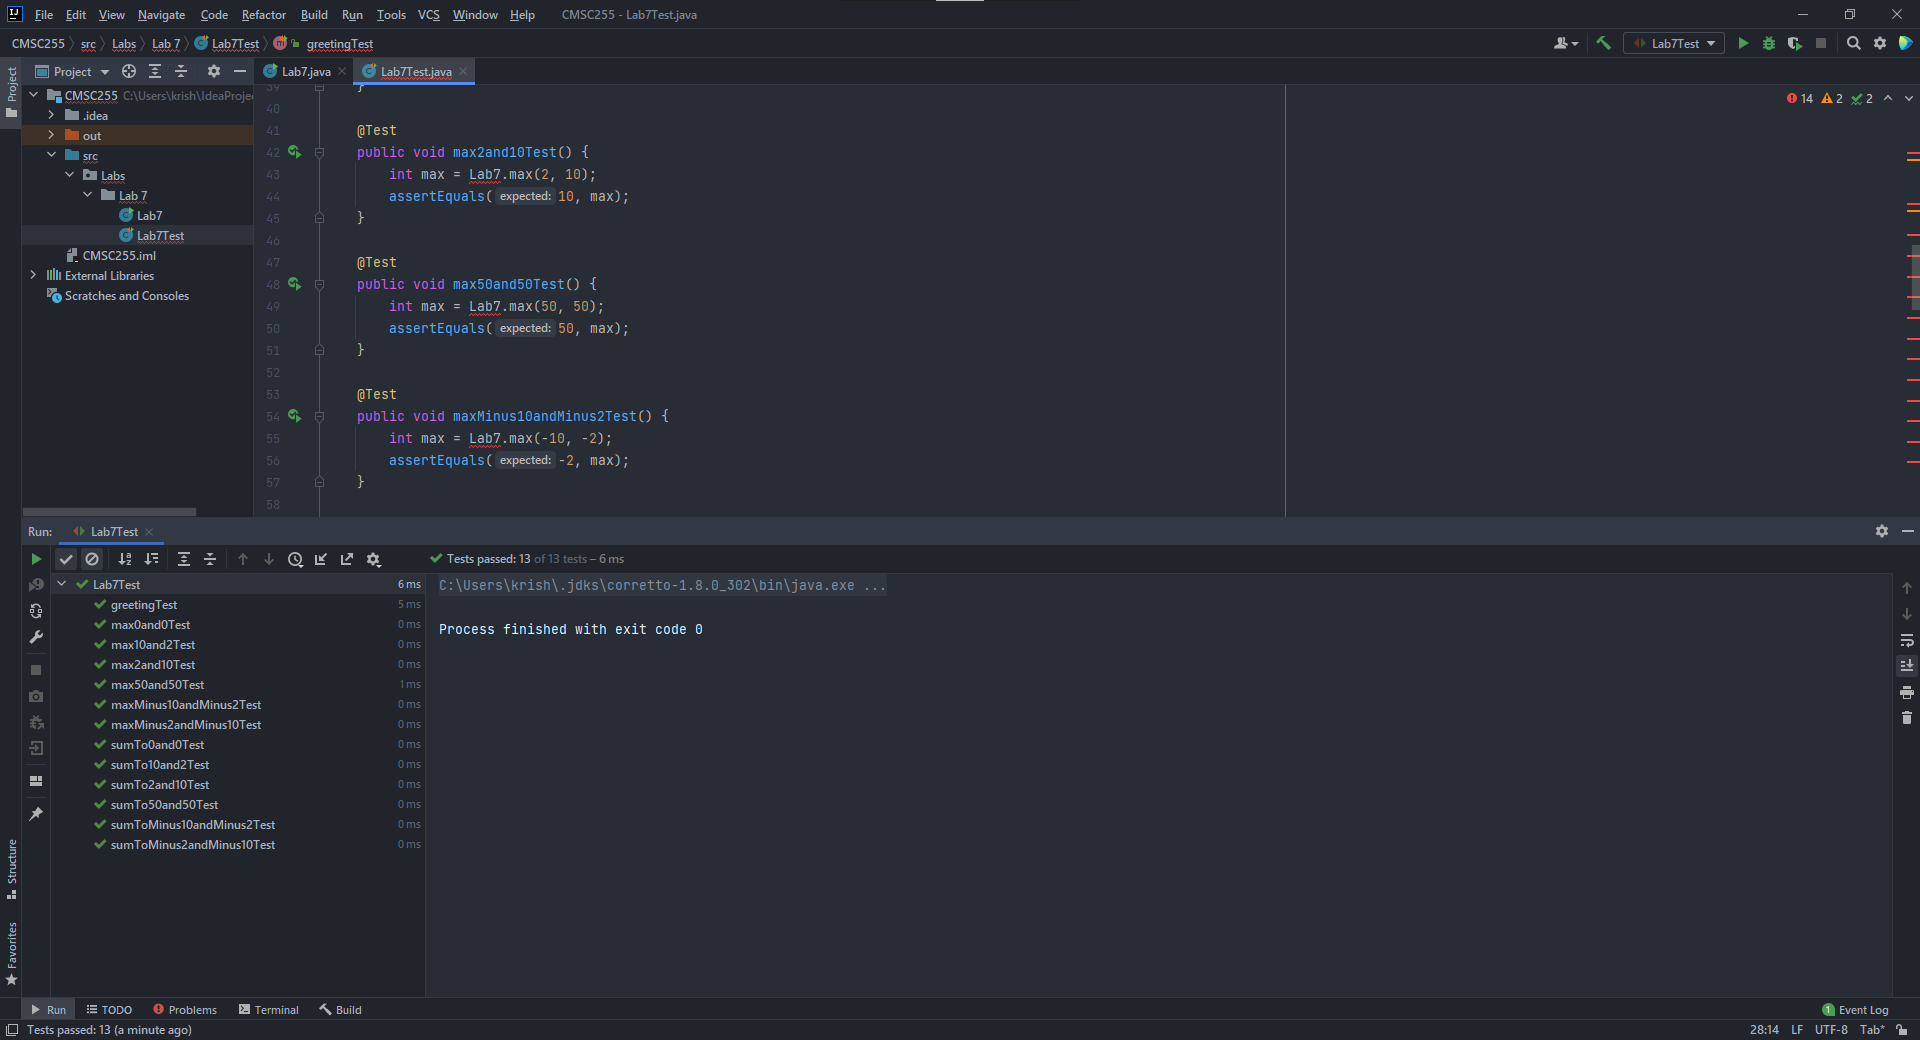 File Edit View Navigate Code Refactor Build Run Tools VCS Window Help CMSC255 - Lab7Test.java
CMSC255 src Labs Lab 7 Lab7Test greetingTest Lab7Test
Project Lab7.java Lab7Test.java
Project
CMSC255 C:\Users\krish\IdeaProje
.idea
out
src
Labs
Lab 7
Lab7
Lab7Test
CMSC255.iml
External Libraries
Scratches and Consoles
14 2 2
39 }
40
41 @Test
42 public void max2and10Test() {
43 int max = Lab7.max(2, 10);
44 assertEquals( expected: 10, max);
45 }
46
47 @Test
48 public void max50and50Test() {
49 int max = Lab7.max(50, 50);
50 assertEquals( expected: 50, max);
51 }
52
53 @Test
54 public void maxMinus10andMinus2Test() {
55 int max = Lab7.max(-10, -2);
56 assertEquals( expected: -2, max);
57 }
58
Run: Lab7Test
Tests passed: 13 of 13 tests – 6 ms
Lab7Test 6 ms
greetingTest 5 ms
max0and0Test 0 ms
max10and2Test 0 ms
max2and10Test 0 ms
max50and50Test 1 ms
maxMinus10andMinus2Test 0 ms
maxMinus2andMinus10Test 0 ms
sumTo0and0Test 0 ms
sumTo10and2Test 0 ms
sumTo2and10Test 0 ms
sumTo50and50Test 0 ms
sumToMinus10andMinus2Test 0 ms
sumToMinus2andMinus10Test 0 ms
C:\Users\krish\.jdks\corretto-1.8.0_302\bin\java.exe ...
Process finished with exit code 0
Structure
Favorites
Run TODO Problems Terminal Build 1 Event Log
Tests passed: 13 (a minute ago) 28:14 LF UTF-8 Tab*